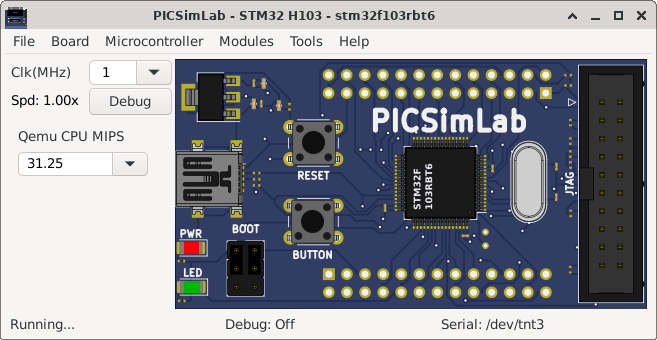 PICSimLab - STM32 H103 - stm32f103rbt6
File Board Microcontroller Modules Tools Help
Clk(MHz) 1
Spd: 1.00x Debug
Qemu CPU MIPS
31.25
PICSimLab
RESET
STM32F
103RBT6
JTAG
PWR
BOOT
BUTTON
LED
Running... Debug: Off Serial: /dev/tnt3